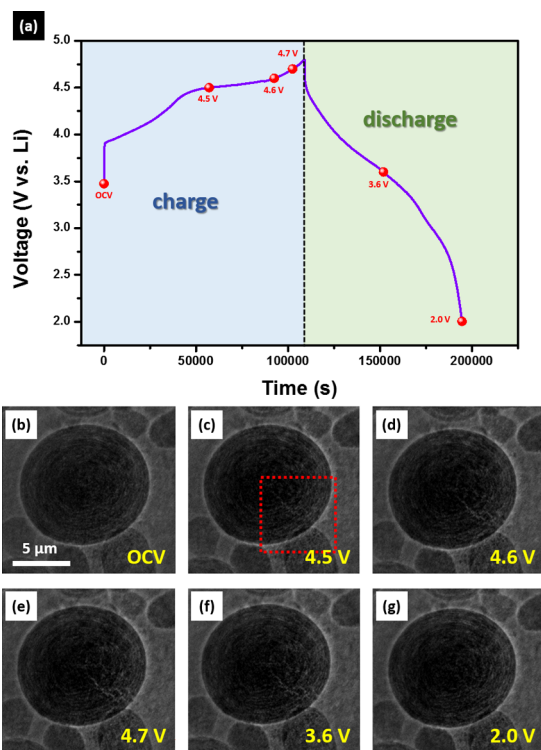 (a)
5.0
4.5
4.0
3.5
3.0
2.5
2.0
Voltage (V vs. Li)
OCV
4.5 V
4.6 V
4.7 V
charge
discharge
3.6 V
2.0 V
0
50000
100000
150000
200000
Time (s)
(b)
5 µm
OCV
(c)
4.5 V
(d)
4.6 V
(e)
4.7 V
(f)
3.6 V
(g)
2.0 V